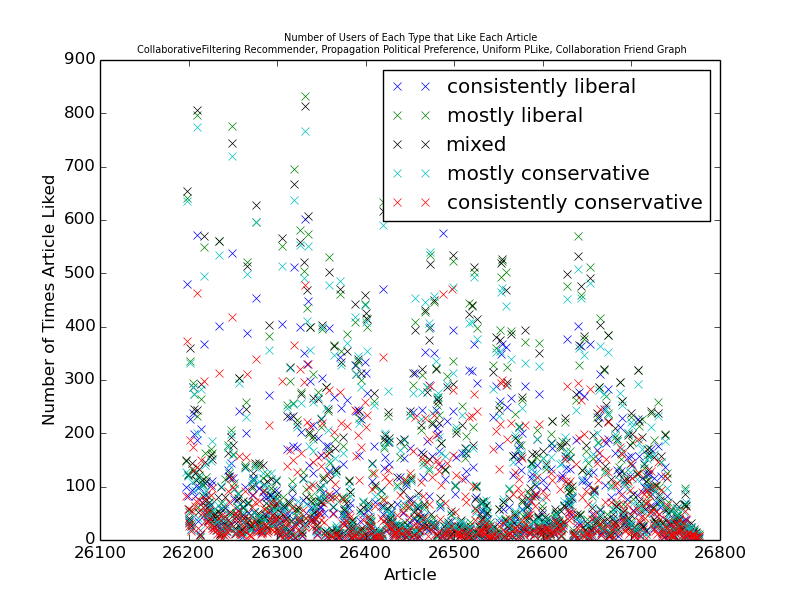 Number of Users of Each Type that Like Each Article
CollaborativeFiltering Recommender, Propagation Political Preference, Uniform PLike, Collaboration Friend Graph
900
800
700
600
500
400
300
200
100
0
Number of Times Article Liked
consistently liberal
mostly liberal
mixed
mostly conservative
consistently conservative
26100 26200 26300 26400 26500 26600 26700 26800
Article